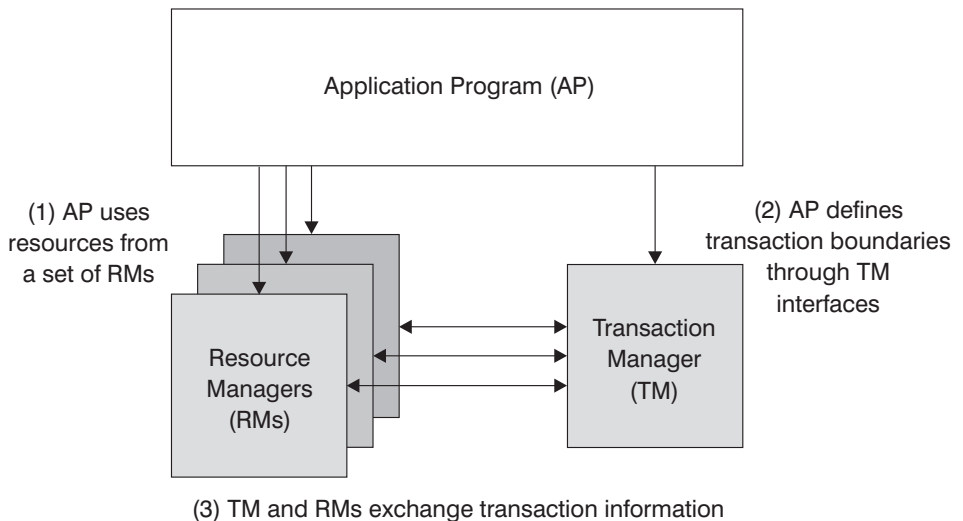 Application Program (AP)
(1) AP uses
resources from
a set of RMs
(2) AP defines
transaction boundaries
through TM
interfaces
Resource
Managers
(RMs)
Transaction
Manager
(TM)
(3) TM and RMs exchange transaction information